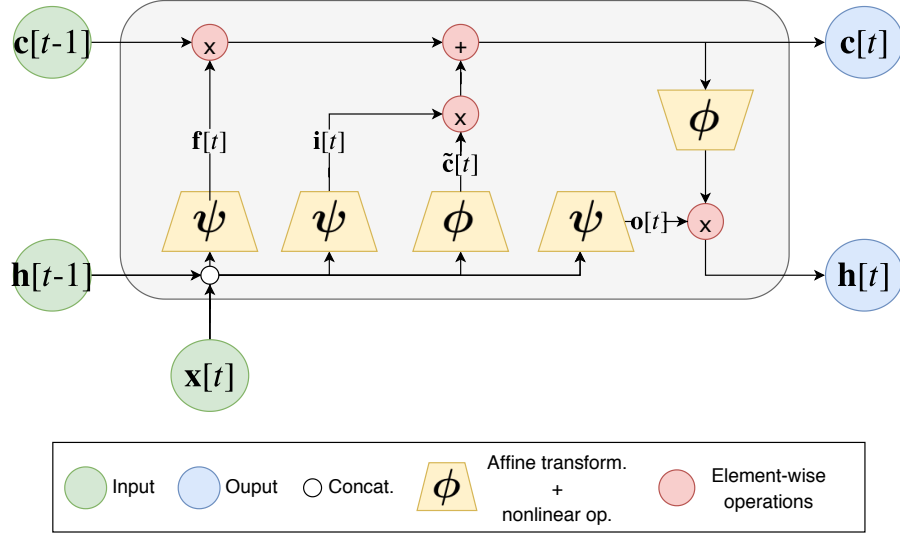 c[t-1]
x
+
c[t]
ϕ
x
f[t]
i[t]
c̃[t]
ψ
ψ
ϕ
ψ
o[t]
x
h[t-1]
h[t]
x[t]
Input
Ouput
Concat.
ϕ
Affine transform.
+
nonlinear op.
Element-wise
operations